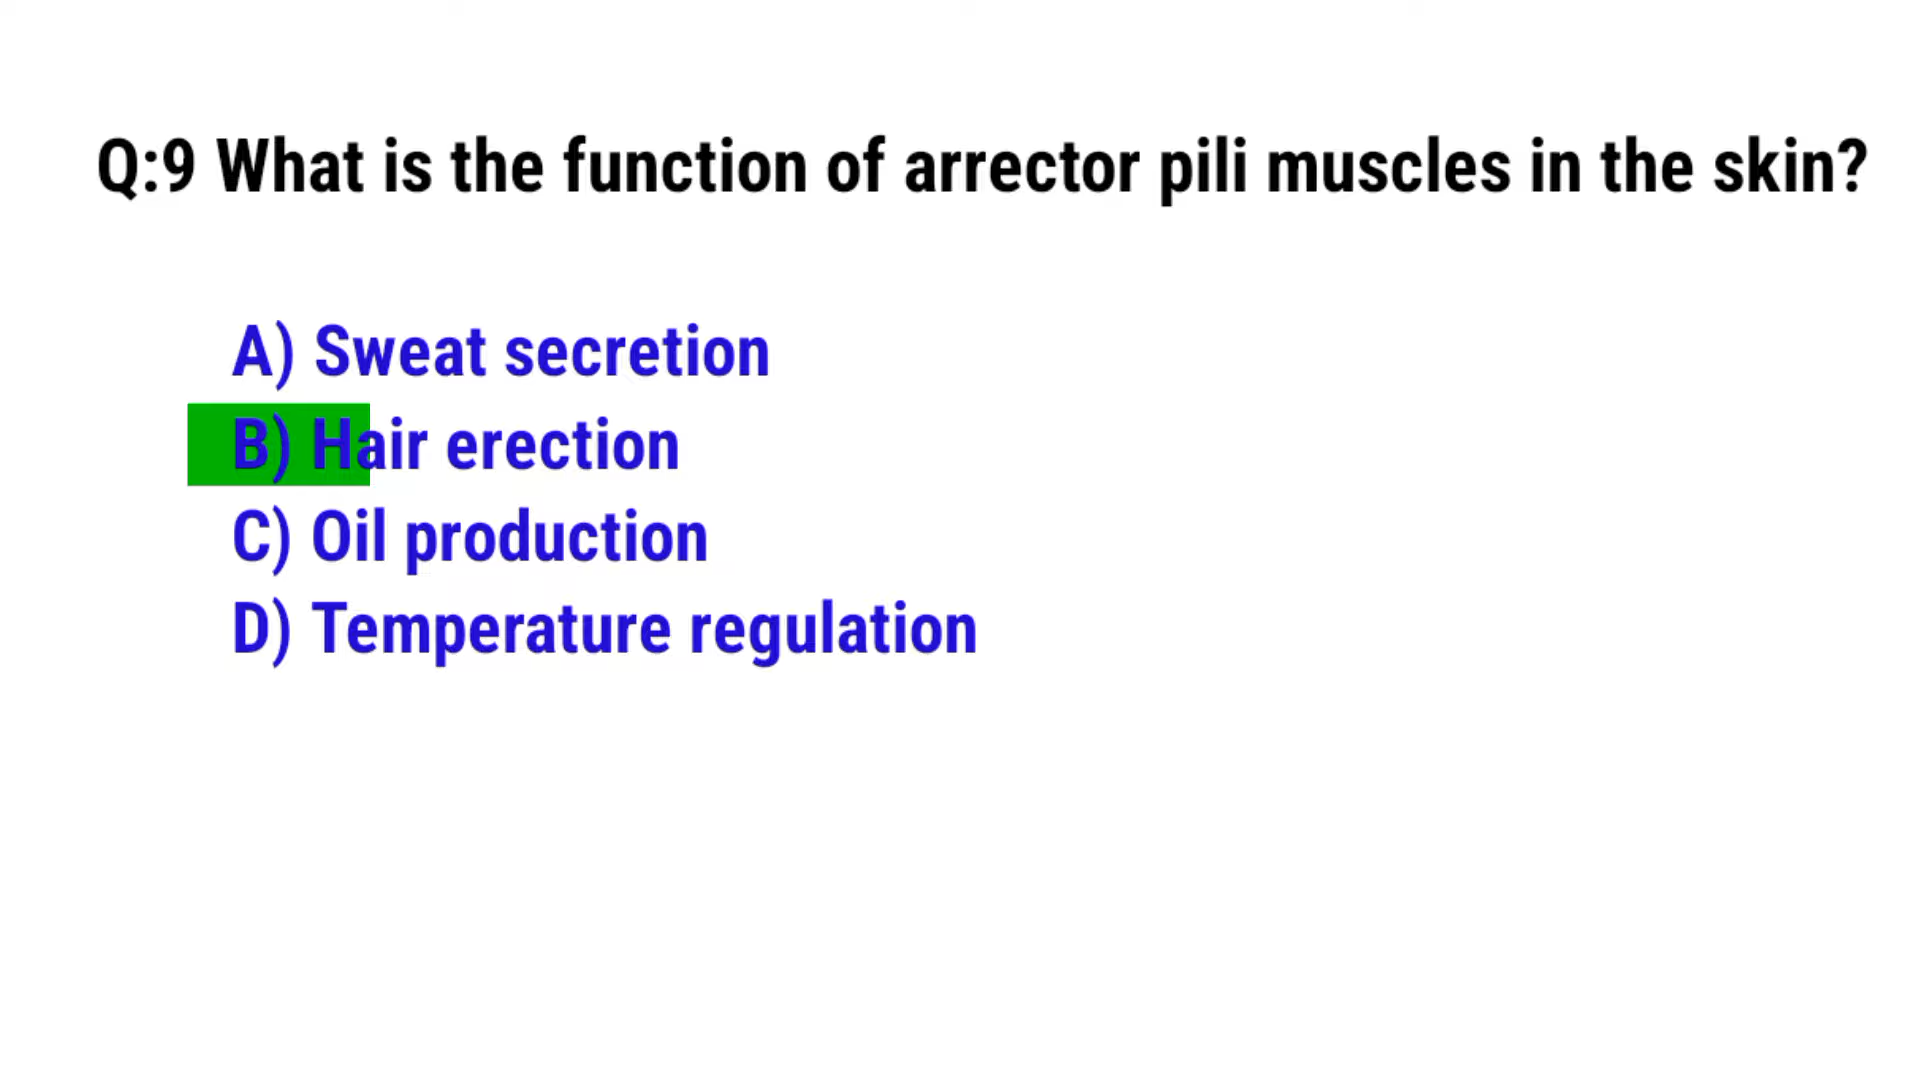 Q:9 What is the function of arrector pili muscles in the skin?
A) Sweat secretion
B) Hair erection
C) Oil production
D) Temperature regulation